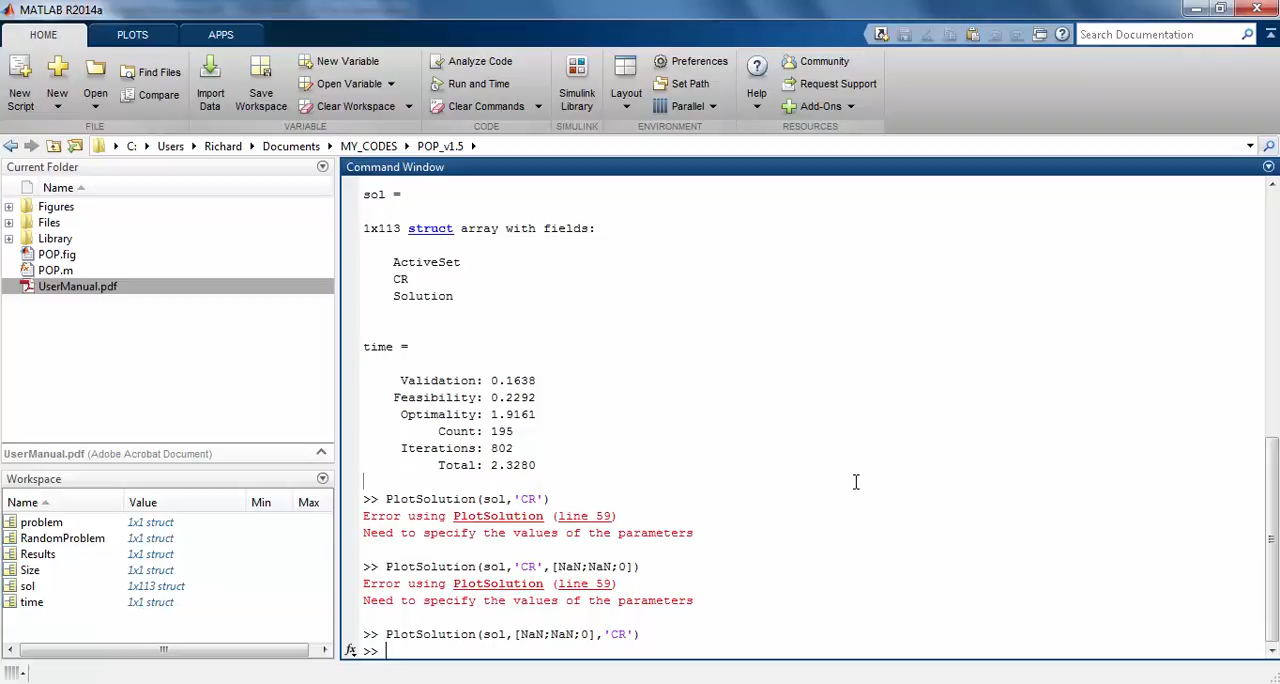 MATLAB R2014a
HOME PLOTS APPS
Search Documentation
New Script
New
Open
Find Files
Compare
Import Data
Save Workspace
New Variable
Open Variable
Clear Workspace
Analyze Code
Run and Time
Clear Commands
Simulink Library
Layout
Preferences
Set Path
Parallel
Help
Community
Request Support
Add-Ons
FILE VARIABLE CODE SIMULINK ENVIRONMENT RESOURCES
C: Users Richard Documents MY_CODES POP_v1.5
Current Folder
Name
Figures
Files
Library
POP.fig
POP.m
UserManual.pdf
UserManual.pdf (Adobe Acrobat Document)
Workspace
Name Value Min Max
problem 1x1 struct
RandomProblem 1x1 struct
Results 1x1 struct
Size 1x1 struct
sol 1x113 struct
time 1x1 struct
Command Window
sol =
1x113 struct array with fields:
ActiveSet
CR
Solution
time =
Validation: 0.1638
Feasibility: 0.2292
Optimality: 1.9161
Count: 195
Iterations: 802
Total: 2.3280
>> PlotSolution(sol,'CR')
Error using PlotSolution (line 59)
Need to specify the values of the parameters
>> PlotSolution(sol,'CR',[NaN;NaN;0])
Error using PlotSolution (line 59)
Need to specify the values of the parameters
>> PlotSolution(sol,[NaN;NaN;0],'CR')
fx >>